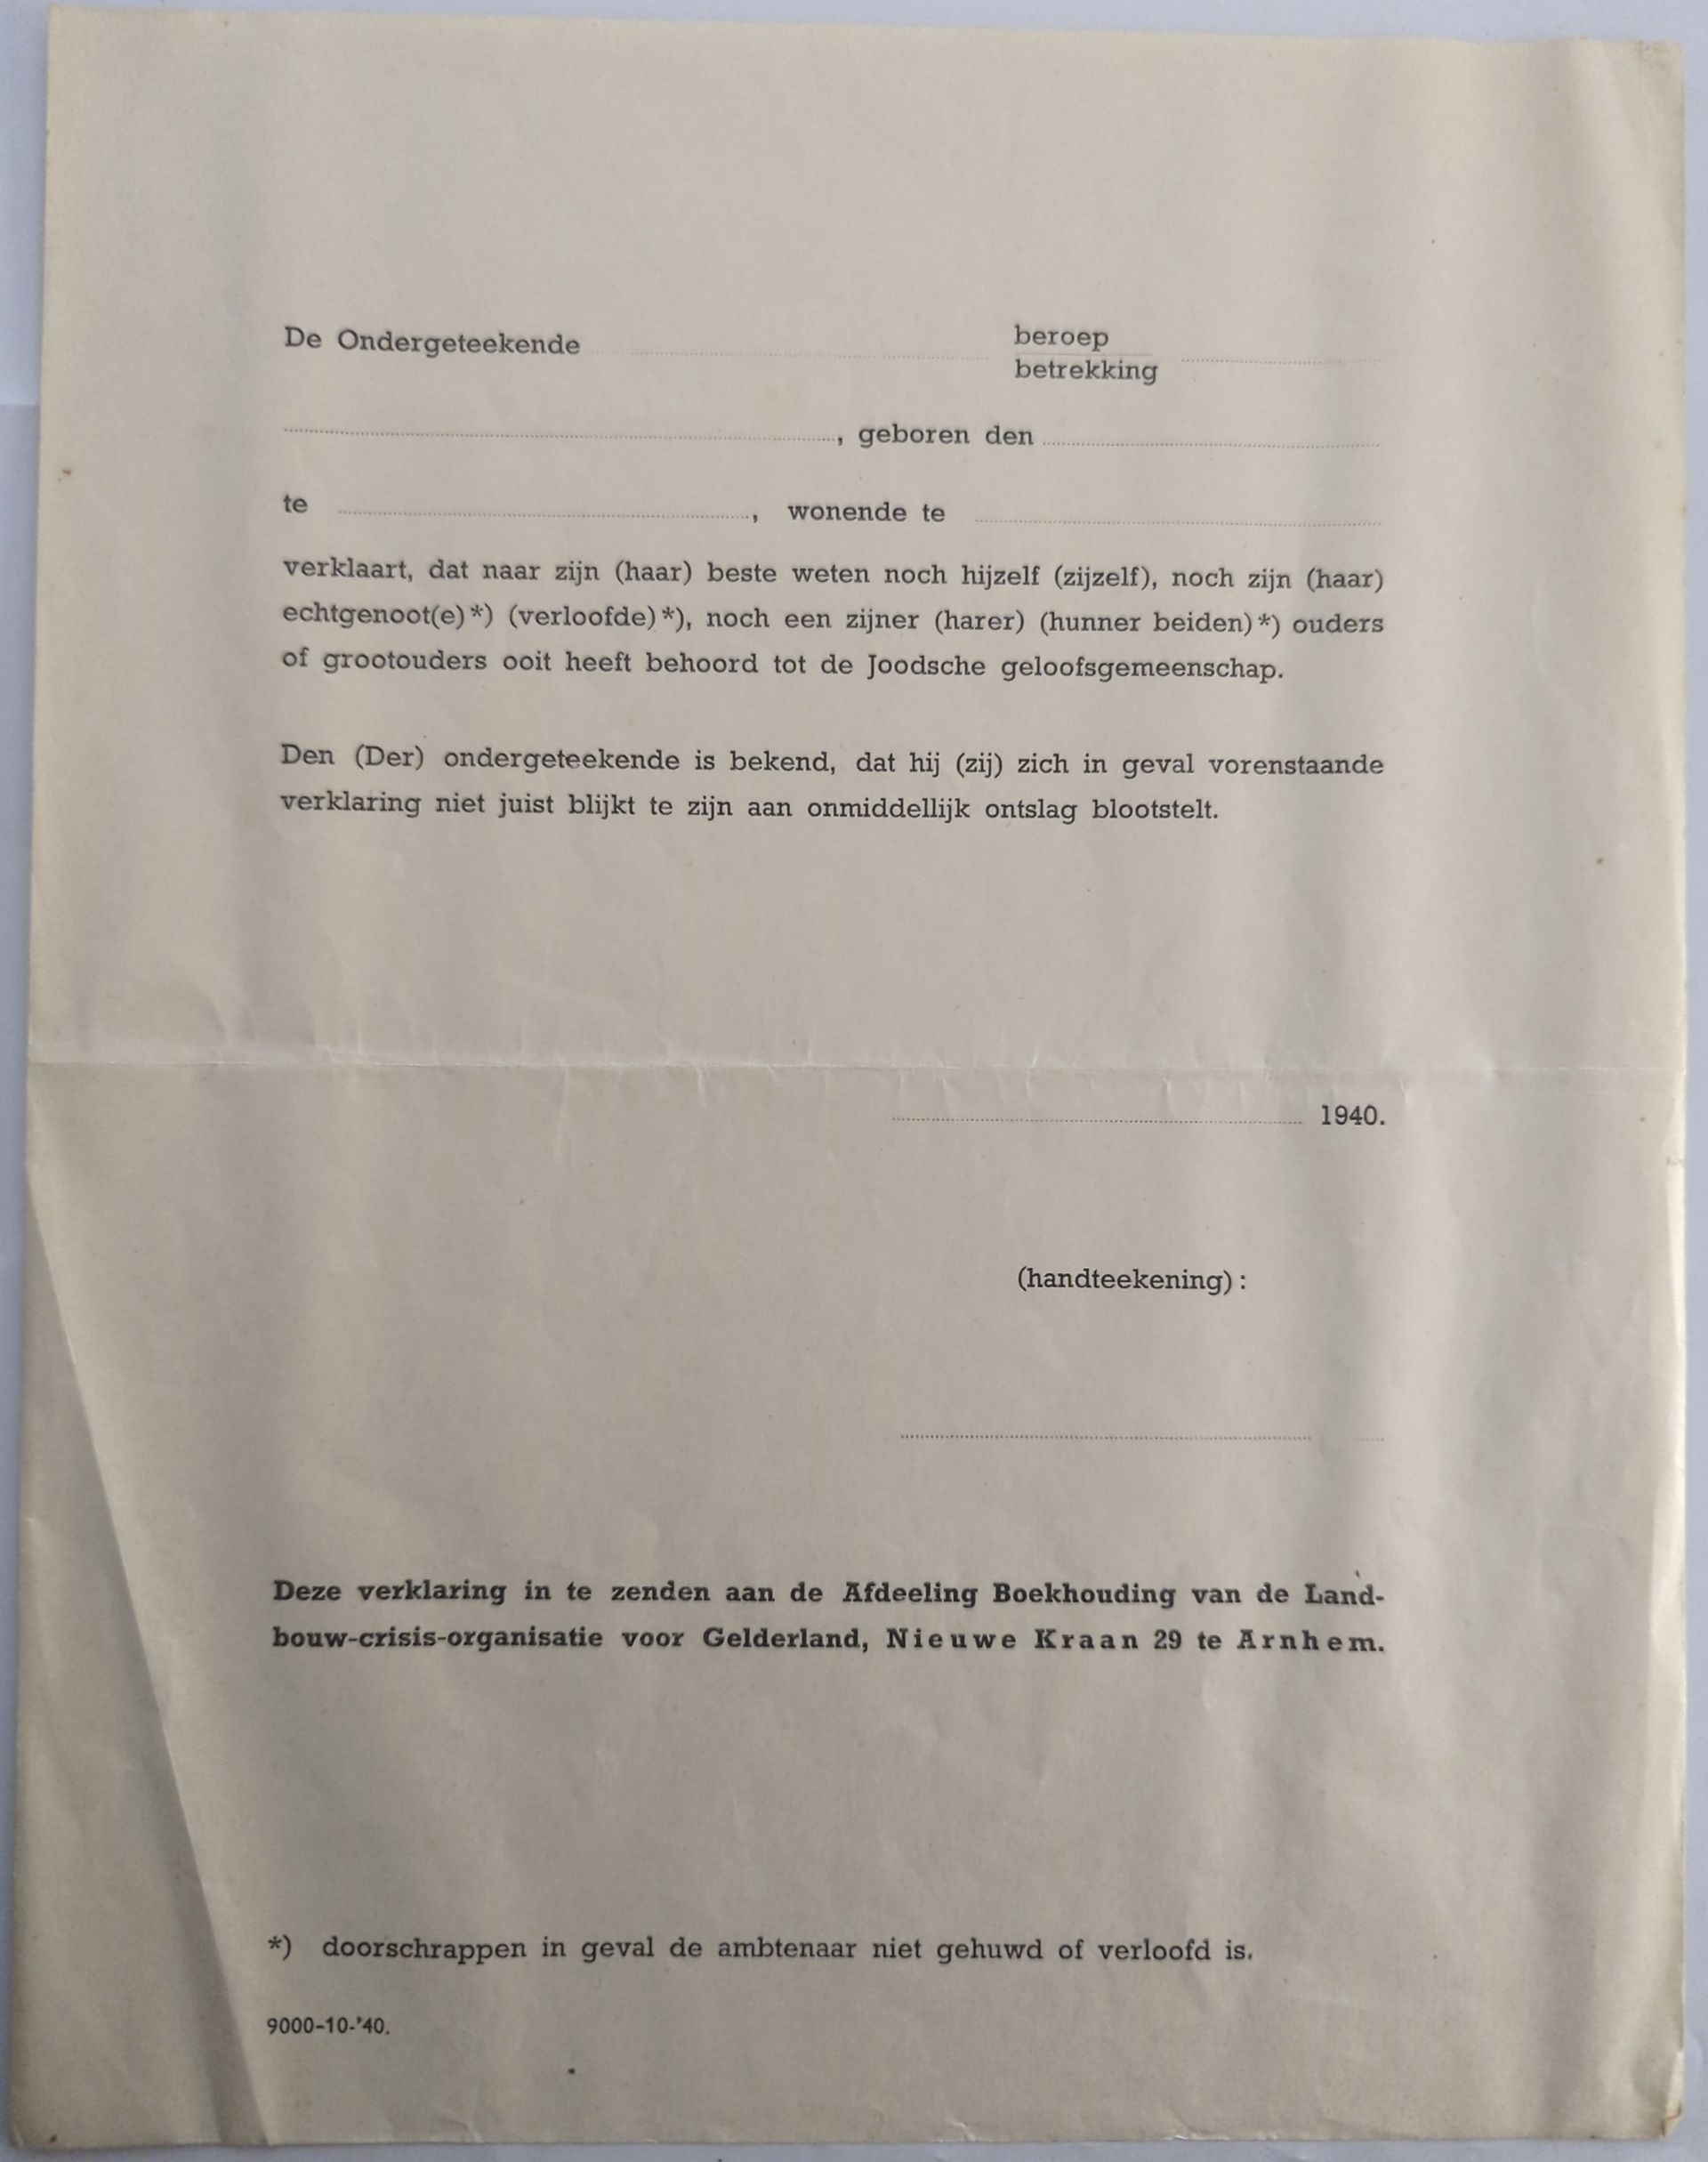 De Ondergeteekende beroep
betrekking
, geboren den
te , wonende te
verklaart, dat naar zijn (haar) beste weten noch hijzelf (zijzelf), noch zijn (haar)
echtgenoot(e)*) (verloofde)*), noch een zijner (harer) (hunner beiden)*) ouders
of grootouders ooit heeft behoord tot de Joodsche geloofsgemeenschap.
Den (Der) ondergeteekende is bekend, dat hij (zij) zich in geval vorenstaande
verklaring niet juist blijkt te zijn aan onmiddellijk ontslag blootstelt.
1940.
(handteekening) :
Deze verklaring in te zenden aan de Afdeeling Boekhouding van de Land-
bouw-crisis-organisatie voor Gelderland, Nieuwe Kraan 29 te Arnhem.
*) doorschrappen in geval de ambtenaar niet gehuwd of verloofd is.
9000-10-'40.